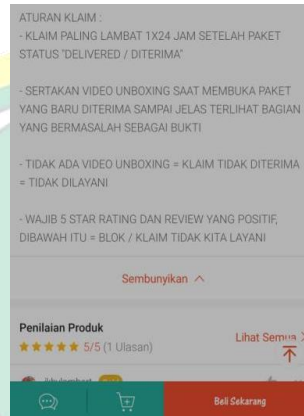 ATURAN KLAIM :
- KLAIM PALING LAMBAT 1X24 JAM SETELAH PAKET
STATUS "DELIVERED / DITERIMA"
- SERTAKAN VIDEO UNBOXING SAAT MEMBUKA PAKET
YANG BARU DITERIMA SAMPAI JELAS TERLIHAT BAGIAN
YANG BERMASALAH SEBAGAI BUKTI
- TIDAK ADA VIDEO UNBOXING = KLAIM TIDAK DITERIMA
= TIDAK DILAYANI
- WAJIB 5 STAR RATING DAN REVIEW YANG POSITIF,
DIBAWAH ITU = BLOK / KLAIM TIDAK KITA LAYANI
Sembunyikan
Penilaian Produk
Lihat Semua
5/5 (1 Ulasan)
Beli Sekarang